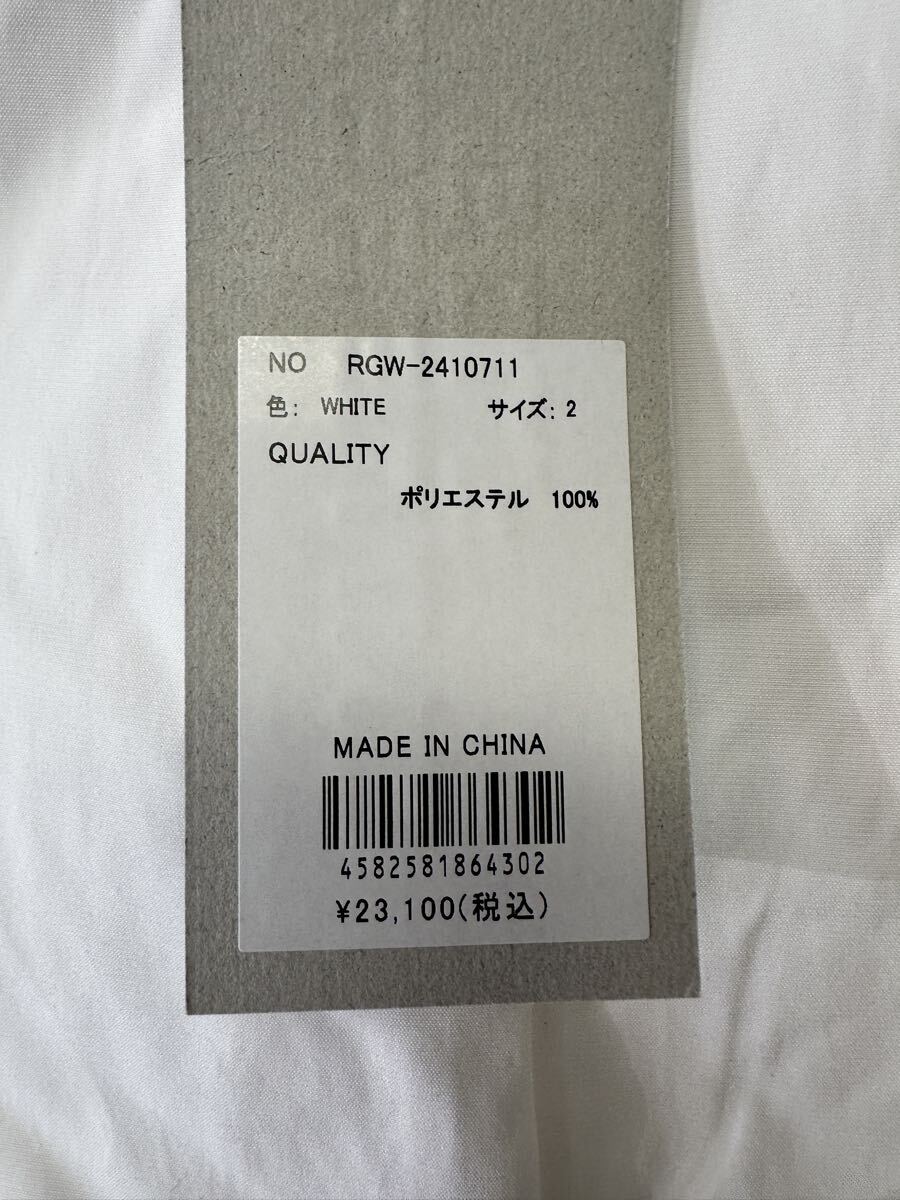 NO RGW-2410711
色: WHITE サイズ: 2
QUALITY
ポリエステル 100%
MADE IN CHINA
4582581864302
¥23,100(税込)